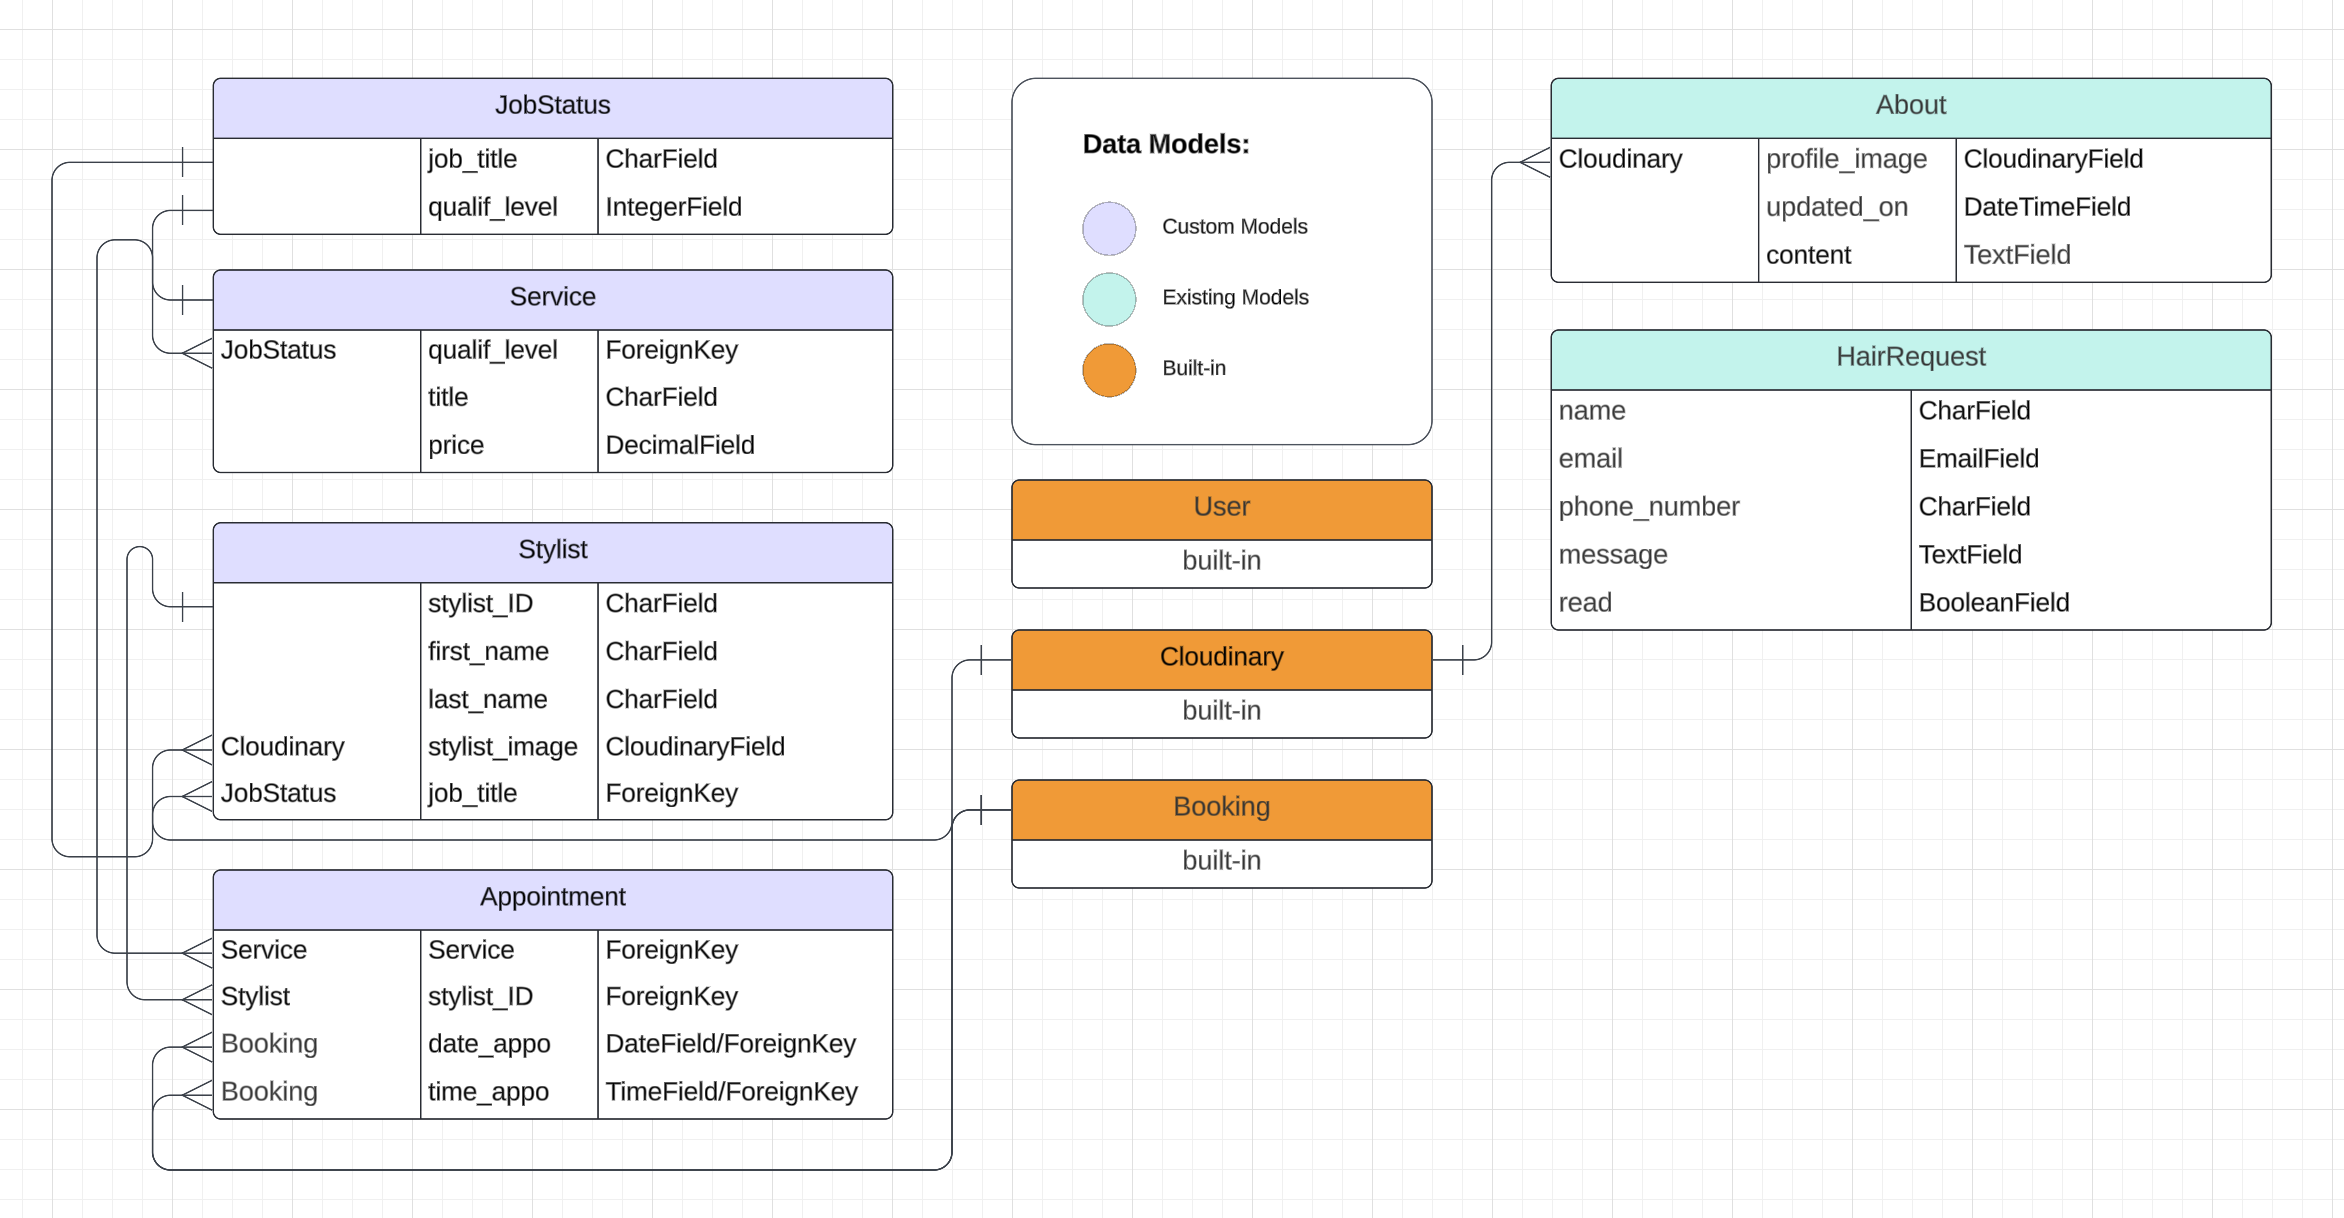 JobStatus
job_title CharField
qualif_level IntegerField
Service
JobStatus qualif_level ForeignKey
title CharField
price DecimalField
Stylist
stylist_ID CharField
first_name CharField
last_name CharField
Cloudinary stylist_image CloudinaryField
JobStatus job_title ForeignKey
Appointment
Service Service ForeignKey
Stylist stylist_ID ForeignKey
Booking date_appo DateField/ForeignKey
Booking time_appo TimeField/ForeignKey
Data Models:
Custom Models
Existing Models
Built-in
User
built-in
Cloudinary
built-in
Booking
built-in
About
Cloudinary profile_image CloudinaryField
updated_on DateTimeField
content TextField
HairRequest
name CharField
email EmailField
phone_number CharField
message TextField
read BooleanField